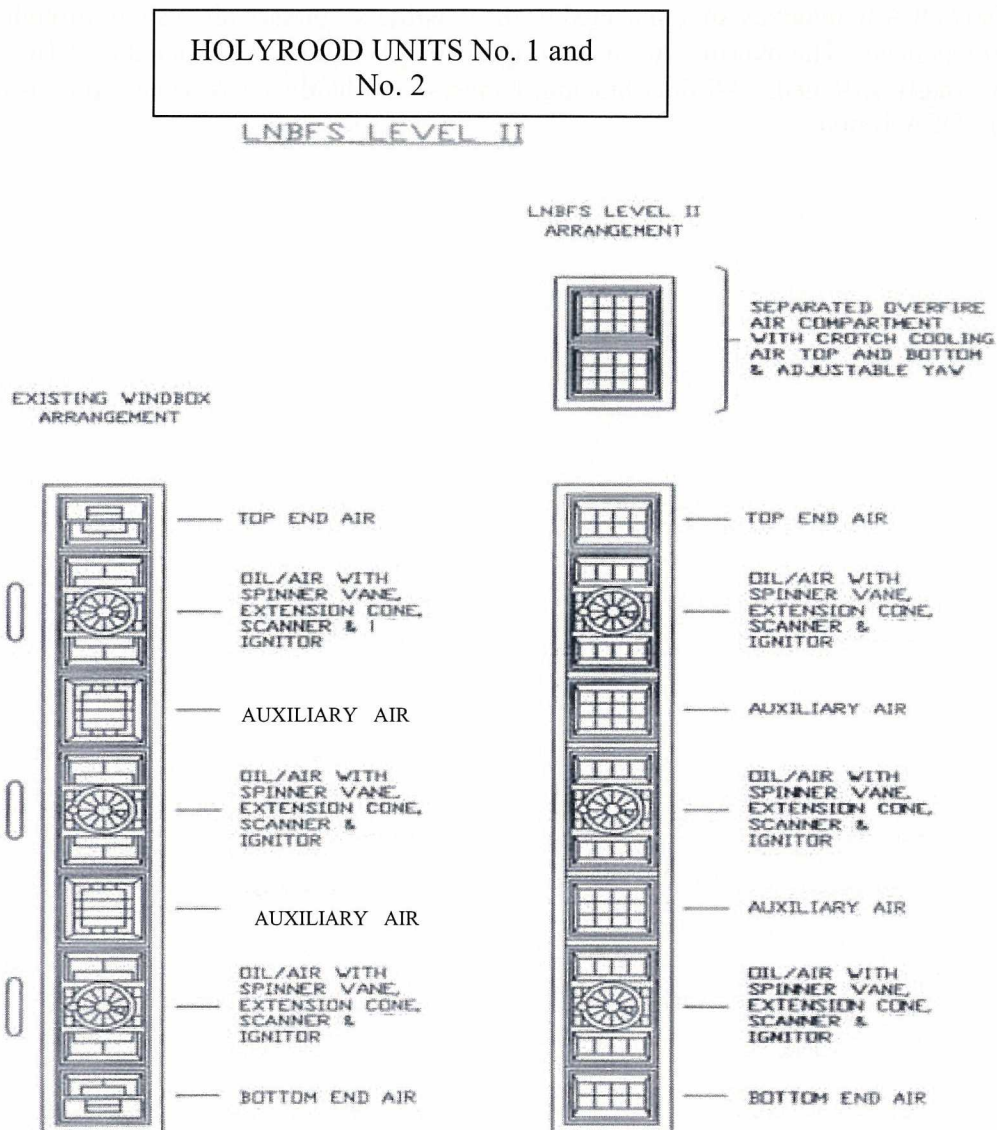 HOLYROOD UNITS No. 1 and
No. 2
LNBFS LEVEL II
LNBFS LEVEL II
ARRANGEMENT
SEPARATED OVERFIRE
AIR COMPARTMENT
WITH CROTCH COOLING
AIR TOP AND BOTTOM
& ADJUSTABLE YAW
EXISTING WINDBOX
ARRANGEMENT
TOP END AIR
OIL/AIR WITH
SPINNER VANE,
EXTENSION CONE,
SCANNER & I
IGNITOR
AUXILIARY AIR
OIL/AIR WITH
SPINNER VANE,
EXTENSION CONE,
SCANNER &
IGNITOR
AUXILIARY AIR
OIL/AIR WITH
SPINNER VANE,
EXTENSION CONE,
SCANNER &
IGNITOR
BOTTOM END AIR
TOP END AIR
OIL/AIR WITH
SPINNER VANE,
EXTENSION CONE,
SCANNER &
IGNITOR
AUXILIARY AIR
OIL/AIR WITH
SPINNER VANE,
EXTENSION CONE,
SCANNER &
IGNITOR
AUXILIARY AIR
OIL/AIR WITH
SPINNER VANE,
EXTENSION CONE,
SCANNER &
IGNITOR
BOTTOM END AIR